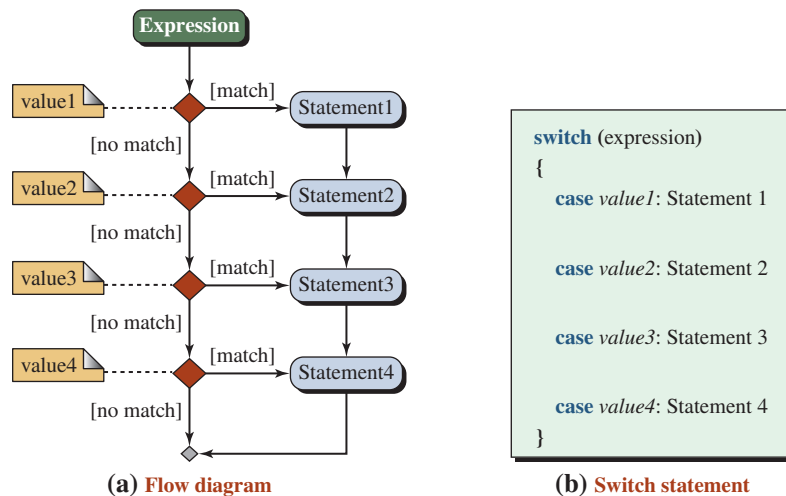 Expression
value1
[match]
Statement1
[no match]
value2
[match]
Statement2
[no match]
value3
[match]
Statement3
[no match]
value4
[match]
Statement4
[no match]
(a) Flow diagram
switch (expression)
{
case value1: Statement 1
case value2: Statement 2
case value3: Statement 3
case value4: Statement 4
}
(b) Switch statement